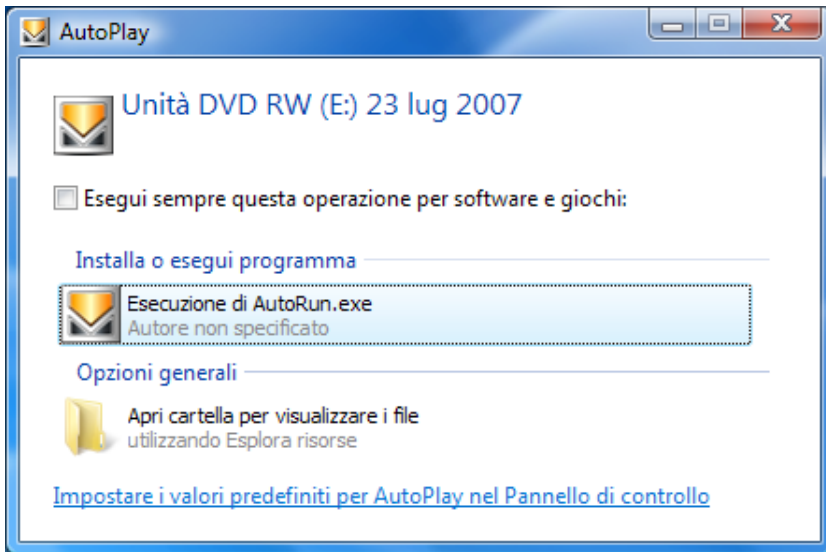 AutoPlay
Unità DVD RW (E:) 23 lug 2007
Esegui sempre questa operazione per software e giochi:
Installa o esegui programma
Esecuzione di AutoRun.exe
Autore non specificato
Opzioni generali
Apri cartella per visualizzare i file
utilizzando Esplora risorse
Impostare i valori predefiniti per AutoPlay nel Pannello di controllo